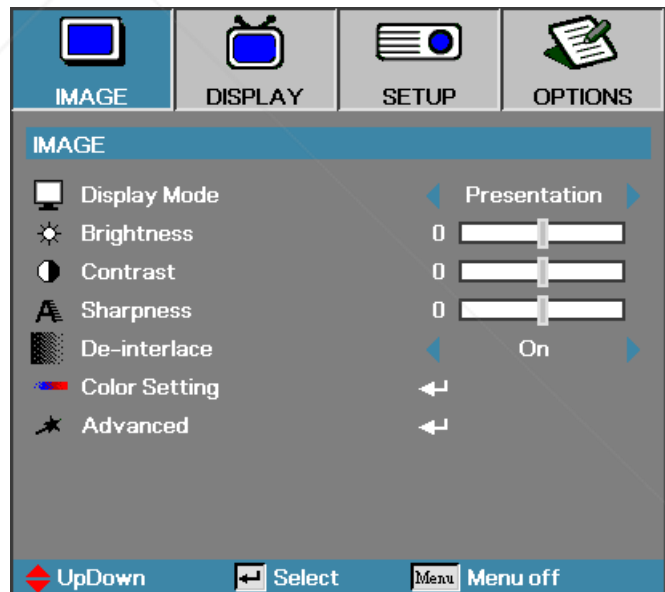 IMAGE DISPLAY SETUP OPTIONS
IMAGE
Display Mode Presentation
Brightness 0
Contrast 0
Sharpness 0
De-interlace On
Color Setting
Advanced
UpDown Select Menu Menu off